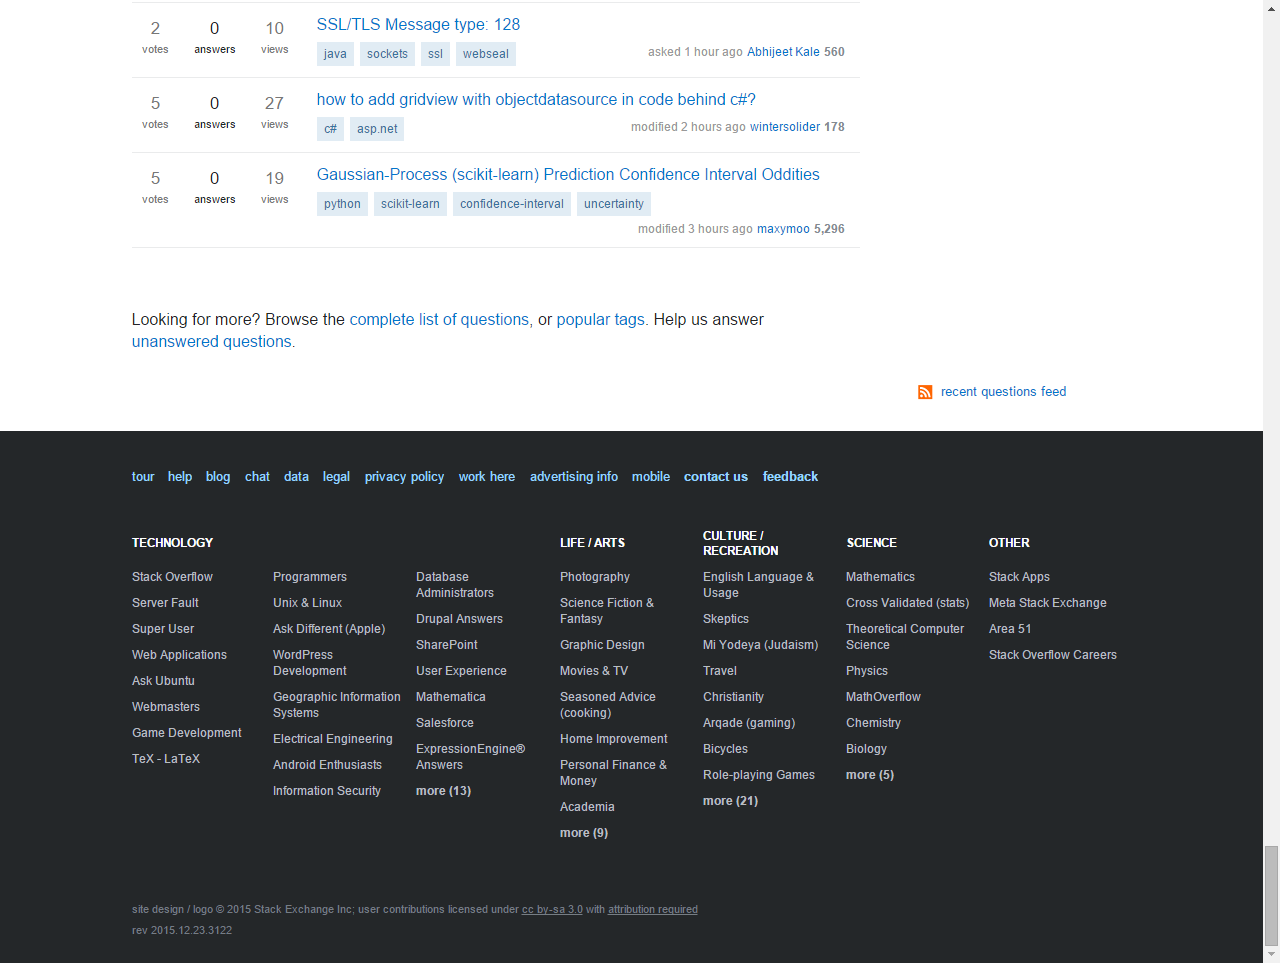 2 0 10 SSL/TLS Message type: 128
votes answers views java sockets ssl webseal asked 1 hour ago Abhijeet Kale 560
5 0 27 how to add gridview with objectdatasource in code behind c#?
votes answers views c# asp.net modified 2 hours ago wintersolider 178
5 0 19 Gaussian-Process (scikit-learn) Prediction Confidence Interval Oddities
votes answers views python scikit-learn confidence-interval uncertainty
modified 3 hours ago maxymoo 5,296
Looking for more? Browse the complete list of questions, or popular tags. Help us answer
unanswered questions.
recent questions feed
tour help blog chat data legal privacy policy work here advertising info mobile contact us feedback
TECHNOLOGY
Stack Overflow
Server Fault
Super User
Web Applications
Ask Ubuntu
Webmasters
Game Development
TeX - LaTeX
Programmers
Unix & Linux
Ask Different (Apple)
WordPress
Development
Geographic Information
Systems
Electrical Engineering
Android Enthusiasts
Information Security
Database
Administrators
Drupal Answers
SharePoint
User Experience
Mathematica
Salesforce
ExpressionEngine®
Answers
more (13)
LIFE / ARTS
Photography
Science Fiction &
Fantasy
Graphic Design
Movies & TV
Seasoned Advice
(cooking)
Home Improvement
Personal Finance &
Money
Academia
more (9)
CULTURE /
RECREATION
English Language &
Usage
Skeptics
Mi Yodeya (Judaism)
Travel
Christianity
Arqade (gaming)
Bicycles
Role-playing Games
more (21)
SCIENCE
Mathematics
Cross Validated (stats)
Theoretical Computer
Science
Physics
MathOverflow
Chemistry
Biology
more (5)
OTHER
Stack Apps
Meta Stack Exchange
Area 51
Stack Overflow Careers
site design / logo © 2015 Stack Exchange Inc; user contributions licensed under cc by-sa 3.0 with attribution required
rev 2015.12.23.3122